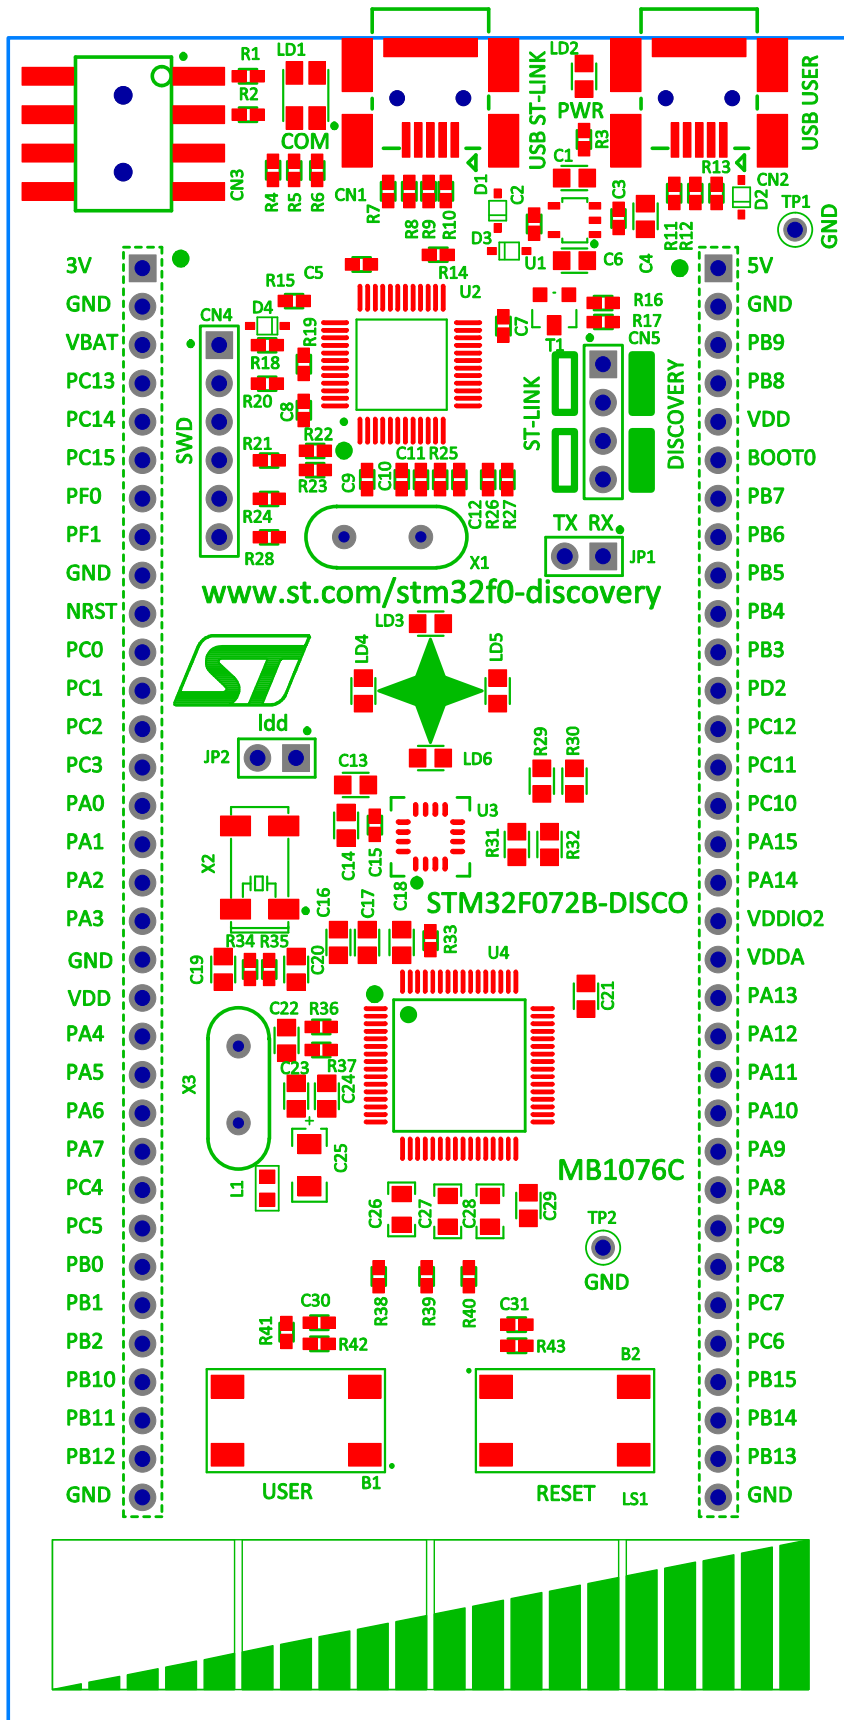 R1
LD1
LD2
R2
COM
PWR
USB ST-LINK
USB USER
R3
C1
R13
CN3
R4
R5
R6
CN1
R7
R8
R9
R10
D1
C2
C3
CN2
R11
R12
D2
TP1
GND
D3
U1
C6
C4
R14
C5
R15
U2
3V
GND
VBAT
PC13
PC14
PC15
PF0
PF1
GND
NRST
PC0
PC1
PC2
PC3
PA0
PA1
PA2
PA3
GND
VDD
PA4
PA5
PA6
PA7
PC4
PC5
PB0
PB1
PB2
PB10
PB11
PB12
GND
CN4
D4
R19
R18
R20
C8
SWD
R21
R22
R23
R24
R28
C7
T1
R16
R17
CN5
ST-LINK
DISCOVERY
C9
C10
C11
R25
C12
R26
R27
X1
TX RX
JP1
www.st.com/stm32f0-discovery
LD3
LD4
LD5
LD6
ST
Idd
JP2
C13
R29
R30
U3
X2
C14
C15
R31
R32
STM32F072B-DISCO
C16
C17
C18
R33
R34
R35
C19
C20
U4
C21
C22
R36
R37
X3
C23
C24
+
C25
L1
MB1076C
C26
C27
C28
C29
TP2
GND
R38
R39
R40
C30
R41
R42
C31
R43
B2
USER
B1
RESET
LS1
5V
GND
PB9
PB8
VDD
BOOT0
PB7
PB6
PB5
PB4
PB3
PD2
PC12
PC11
PC10
PA15
PA14
VDDIO2
VDDA
PA13
PA12
PA11
PA10
PA9
PA8
PC9
PC8
PC7
PC6
PB15
PB14
PB13
GND